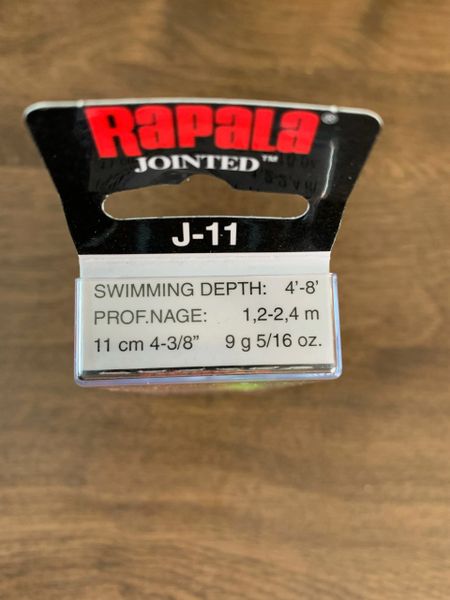 Rapala®
JOINTED™
J-11
SWIMMING DEPTH: 4'-8'
PROF.NAGE: 1,2-2,4 m
11 cm 4-3/8" 9 g 5/16 oz.